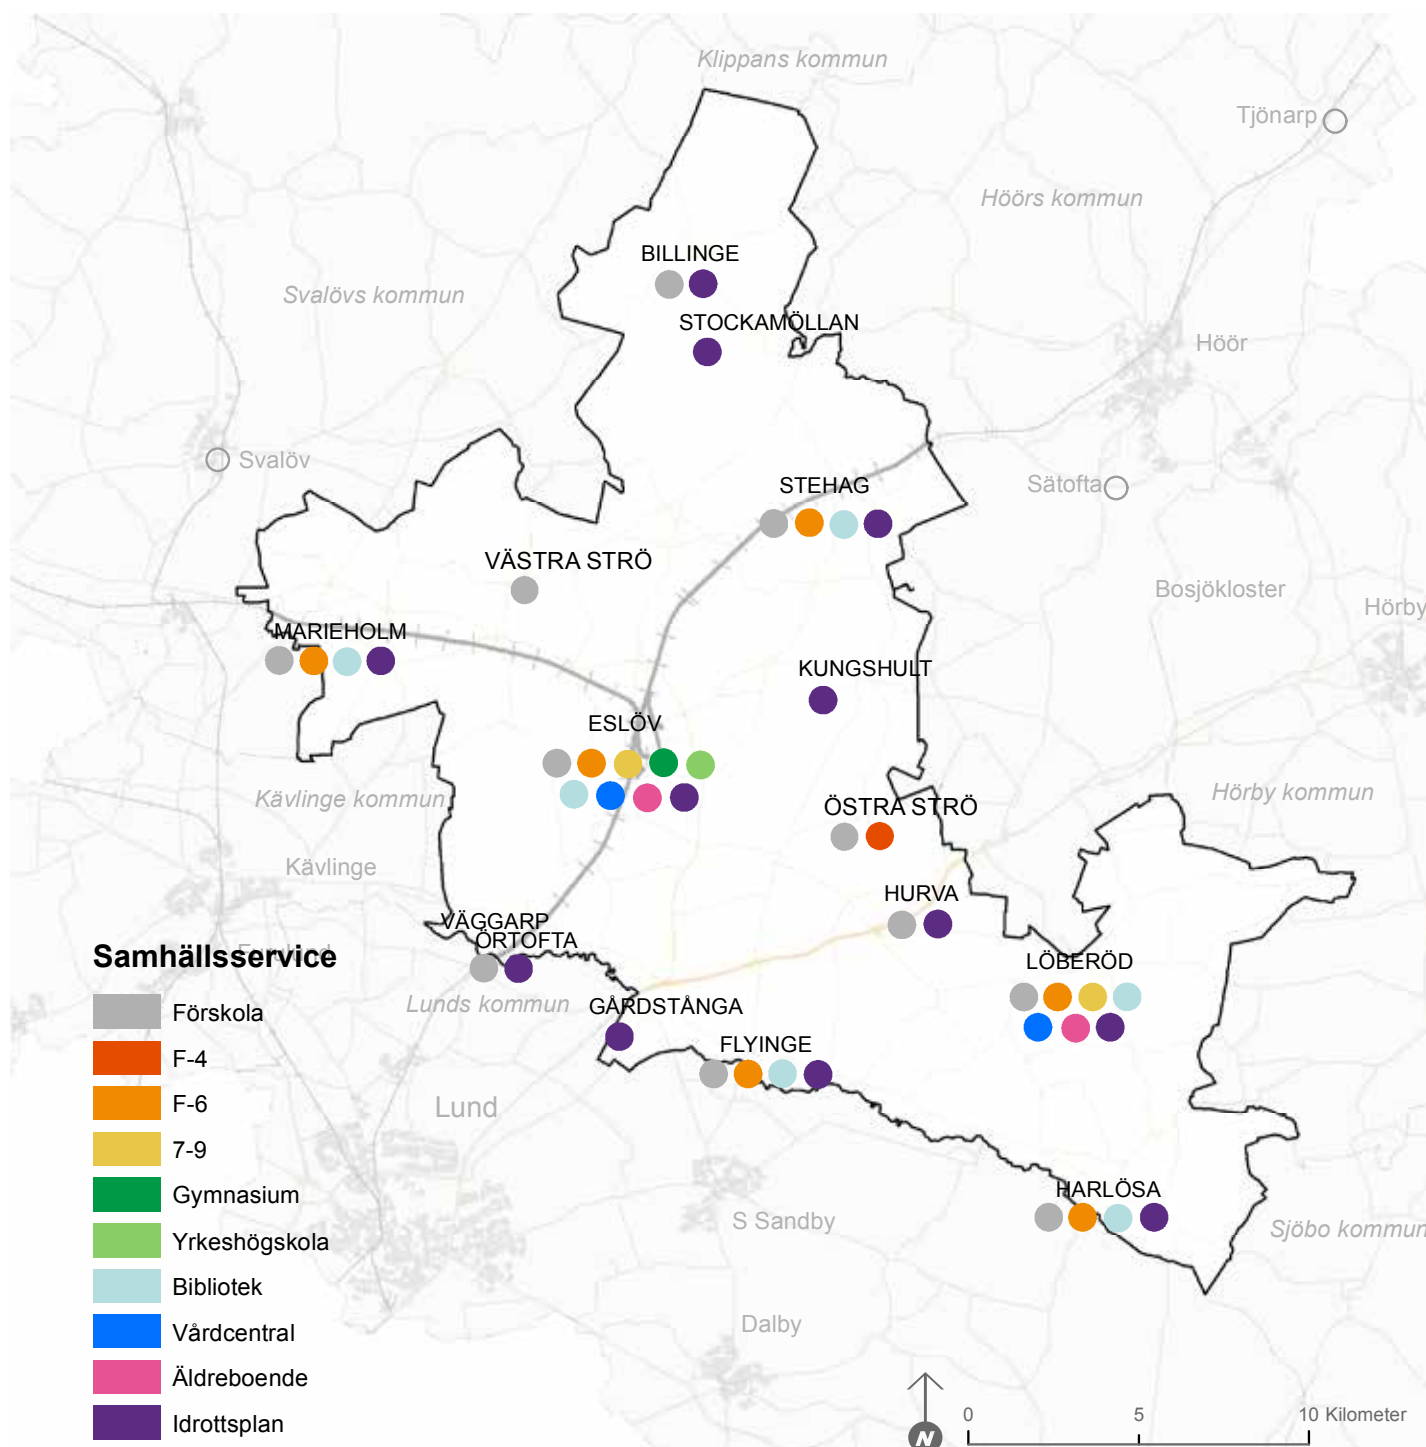 Klippans kommun
Tjönarp
Höörs kommun
BILLINGE
Svalövs kommun
STOCKAMÖLLAN
Höör
Svalöv
STEHAG
Sätofta
VÄSTRA STRÖ
Bosjökloster
Hörby
MARIEHOLM
KUNGSHULT
ESLÖV
Kävlinge kommun
Hörby kommun
ÖSTRA STRÖ
Kävlinge
HURVA
VÄGGARP
ÖRTOFTA
Furulund
LÖBERÖD
Lunds kommun
GÅRDSTÅNGA
FLYINGE
Lund
HARLÖSA
S Sandby
Sjöbo kommun
Dalby
Samhällsservice
Förskola
F-4
F-6
7-9
Gymnasium
Yrkeshögskola
Bibliotek
Vårdcentral
Äldreboende
Idrottsplan
N
0 5 10 Kilometer